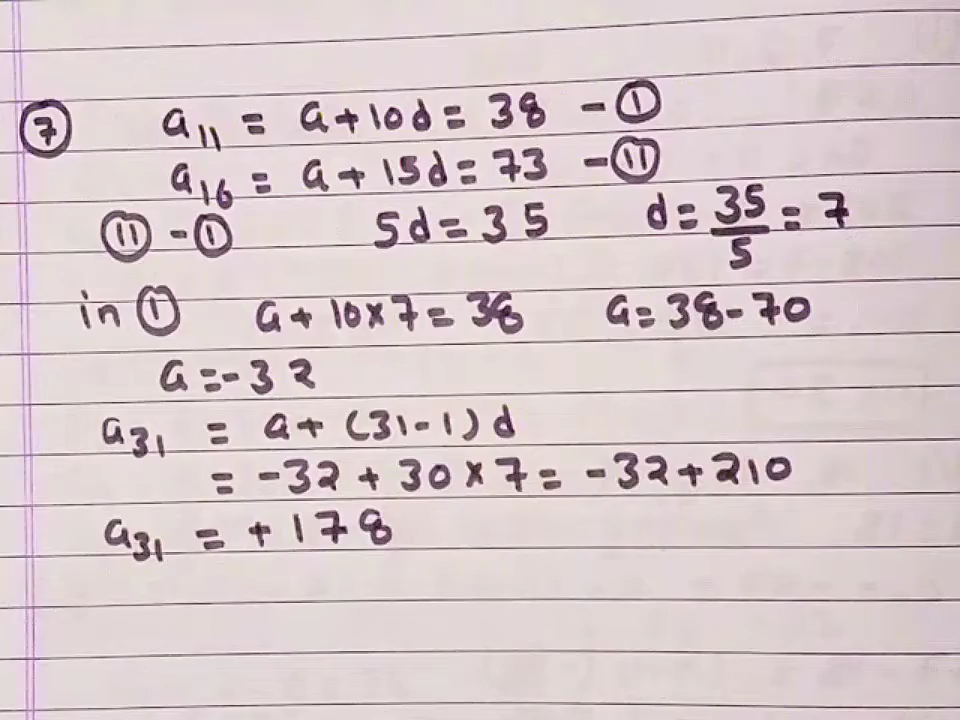 ⑦ a₁₁ = a+10d = 38 - ①
a₁₆ = a + 15d = 73 - ⑪
⑪ - ① 5d = 35 d = 35/5 = 7
in ① a + 10×7 = 38 a = 38 - 70
a = - 32
a₃₁ = a + (31-1) d
= -32 + 30 × 7 = -32 + 210
a₃₁ = + 178